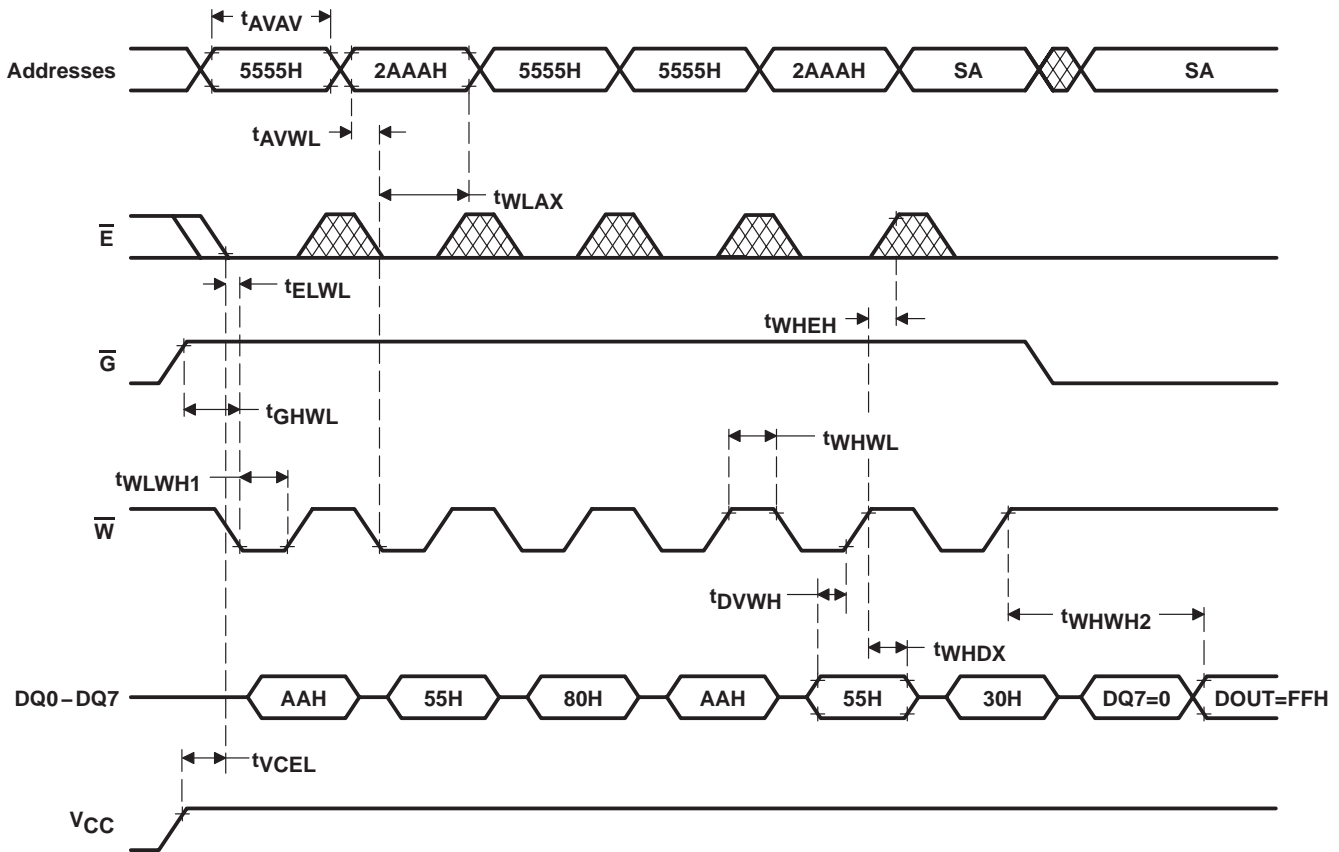 tAVAV
Addresses 5555H 2AAAH 5555H 5555H 2AAAH SA SA
tAVWL
tWLAX
E
tELWL
tWHEH
G
tGHWL
tWHWL
tWLWH1
W
tDVWH
tWHWH2
tWHDX
DQ0–DQ7 AAH 55H 80H AAH 55H 30H DQ7=0 DOUT=FFH
tVCEL
VCC